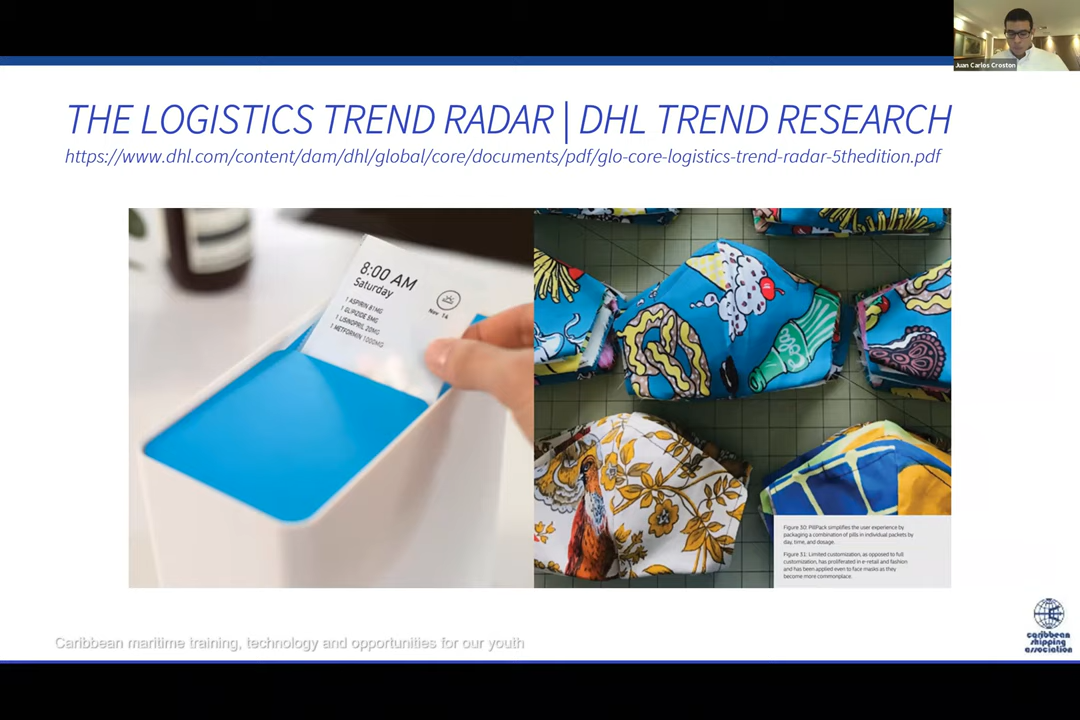 Juan Carlos Croston
THE LOGISTICS TREND RADAR | DHL TREND RESEARCH
https://www.dhl.com/content/dam/dhl/global/core/documents/pdf/glo-core-logistics-trend-radar-5thedition.pdf
8:00 AM
Saturday
1 ASPIRIN 81MG
1 GLIPIZIDE 5MG
1 LISINOPRIL 20MG
1 METFORMIN 1000MG
Nov 14
Figure 30: PillPack simplifies the user experience by
packaging a combination of pills in individual packets by
day, time, and dosage.
Figure 31: Limited customization, as opposed to full
customization, has proliferated in e-retail and fashion
and has been applied even to face masks as they
become more commonplace.
Caribbean maritime training, technology and opportunities for our youth
caribbean
shipping
association